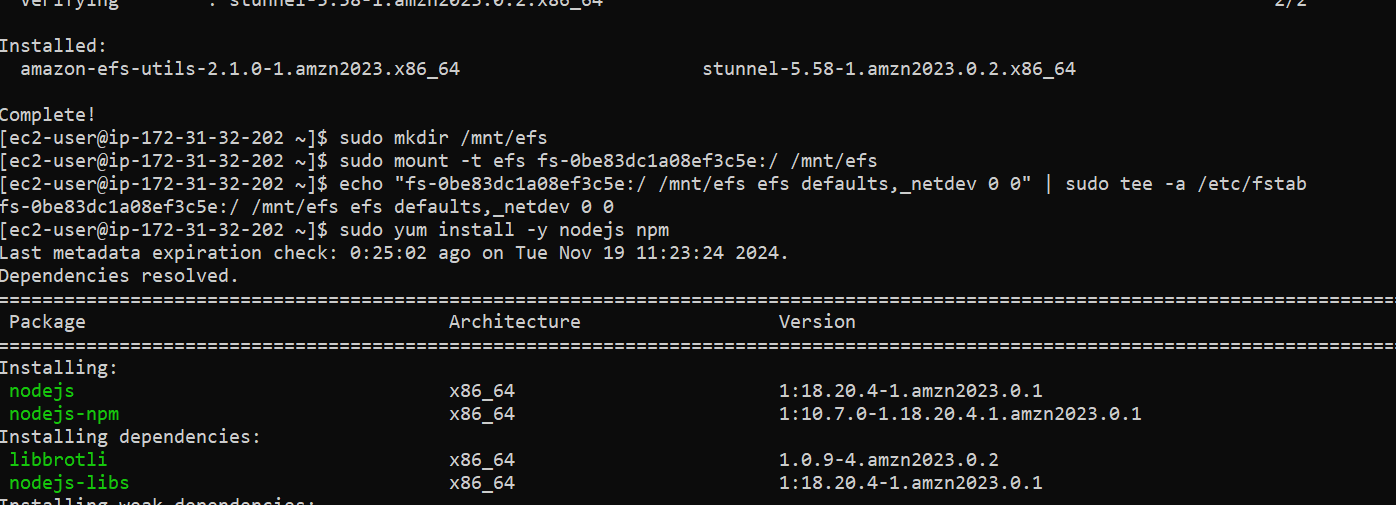 Verifying : stunnel-5.58-1.amzn2023.0.2.x86_64 2/2
Installed:
amazon-efs-utils-2.1.0-1.amzn2023.x86_64 stunnel-5.58-1.amzn2023.0.2.x86_64
Complete!
[ec2-user@ip-172-31-32-202 ~]$ sudo mkdir /mnt/efs
[ec2-user@ip-172-31-32-202 ~]$ sudo mount -t efs fs-0be83dc1a08ef3c5e:/ /mnt/efs
[ec2-user@ip-172-31-32-202 ~]$ echo "fs-0be83dc1a08ef3c5e:/ /mnt/efs efs defaults,_netdev 0 0" | sudo tee -a /etc/fstab
fs-0be83dc1a08ef3c5e:/ /mnt/efs efs defaults,_netdev 0 0
[ec2-user@ip-172-31-32-202 ~]$ sudo yum install -y nodejs npm
Last metadata expiration check: 0:25:02 ago on Tue Nov 19 11:23:24 2024.
Dependencies resolved.
Package Architecture Version
Installing:
nodejs x86_64 1:18.20.4-1.amzn2023.0.1
nodejs-npm x86_64 1:10.7.0-1.18.20.4.1.amzn2023.0.1
Installing dependencies:
libbrotli x86_64 1.0.9-4.amzn2023.0.2
nodejs-libs x86_64 1:18.20.4-1.amzn2023.0.1
Installing weak dependencies: